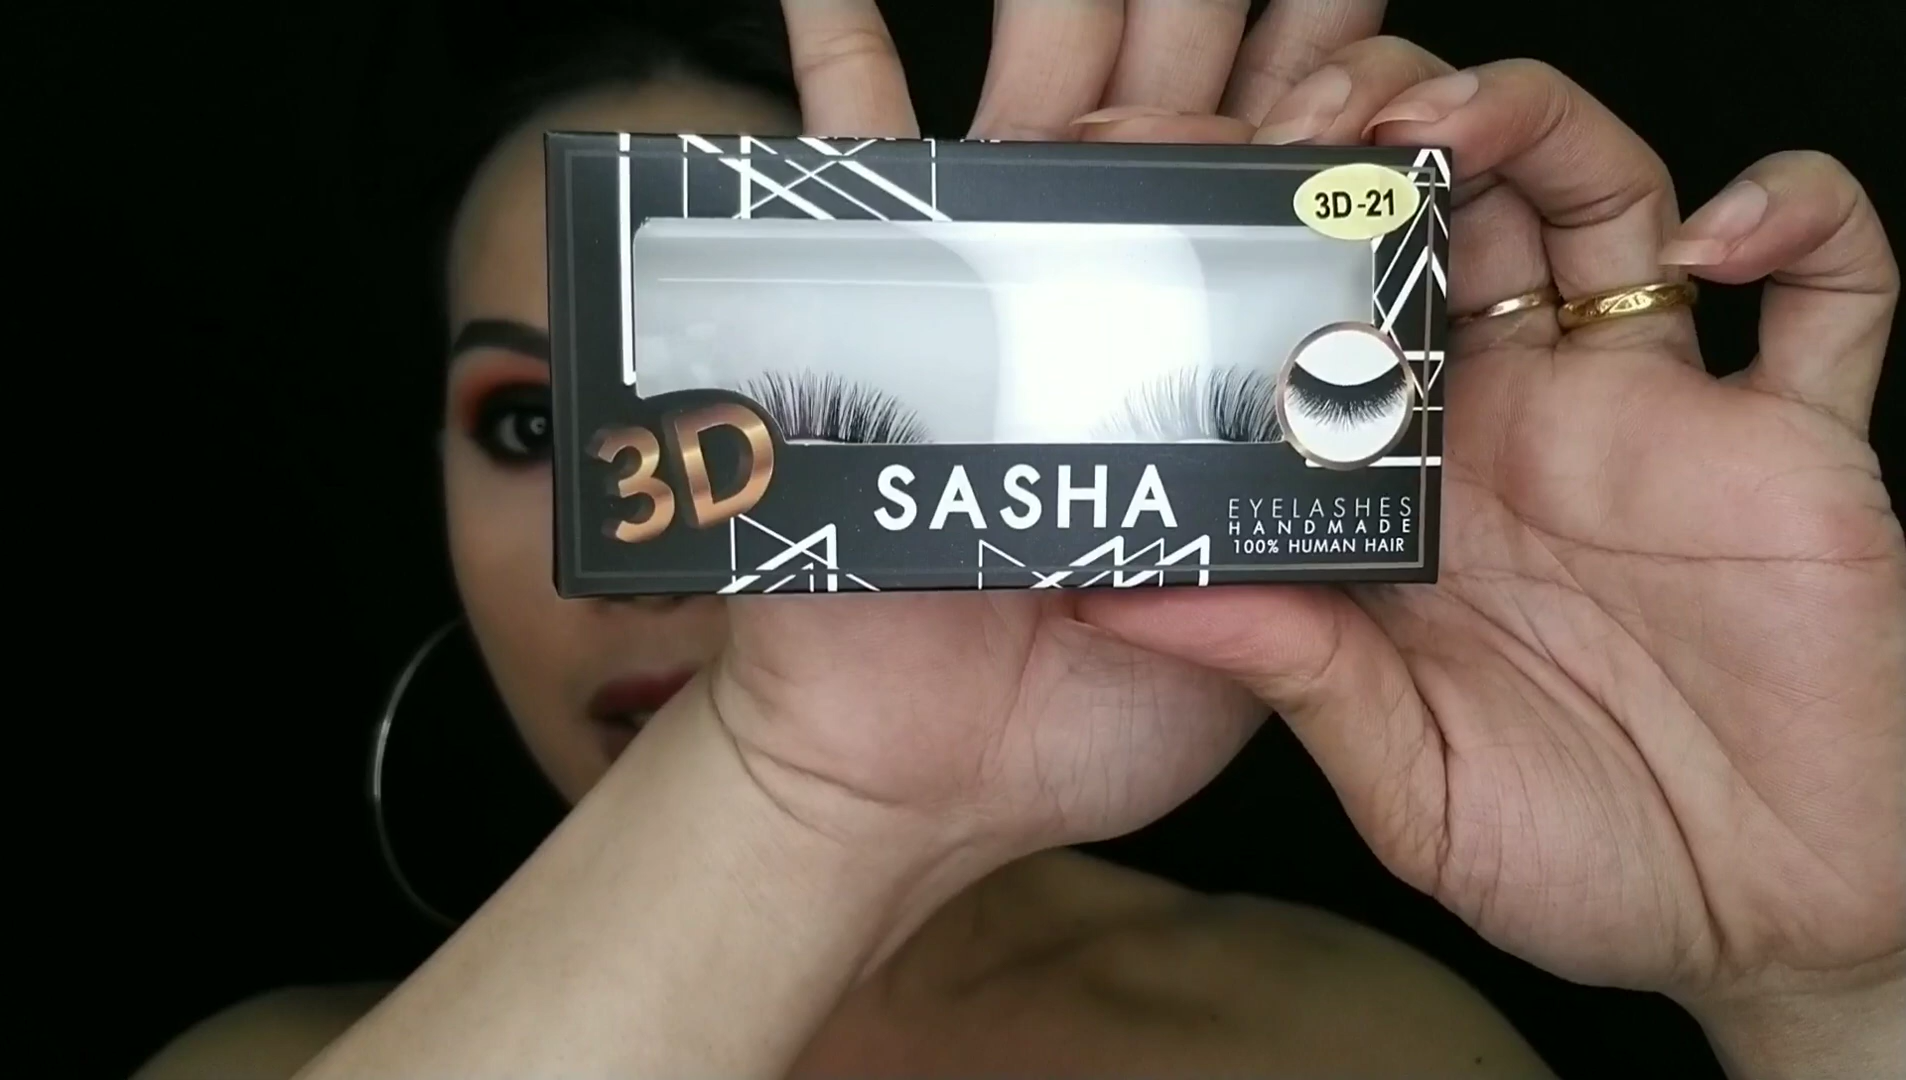 3D-21
3D
SASHA
EYELASHES
HANDMADE
100% HUMAN HAIR